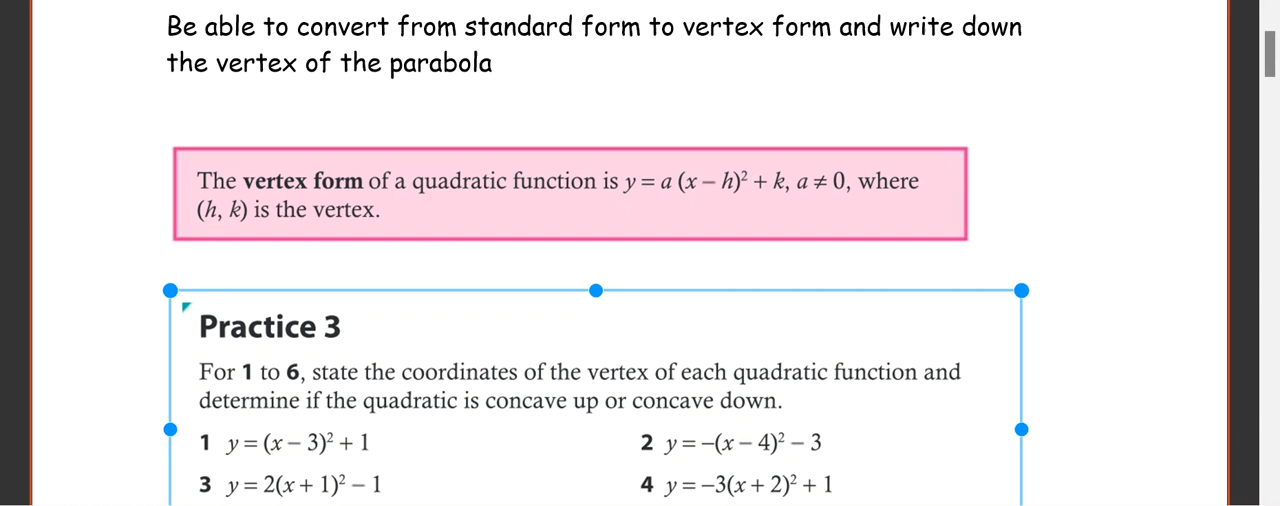 Be able to convert from standard form to vertex form and write down
the vertex of the parabola
The vertex form of a quadratic function is y = a (x – h)² + k, a ≠ 0, where
(h, k) is the vertex.
Practice 3
For 1 to 6, state the coordinates of the vertex of each quadratic function and
determine if the quadratic is concave up or concave down.
1 y = (x – 3)² + 1
2 y = –(x – 4)² – 3
3 y = 2(x + 1)² – 1
4 y = –3(x + 2)² + 1